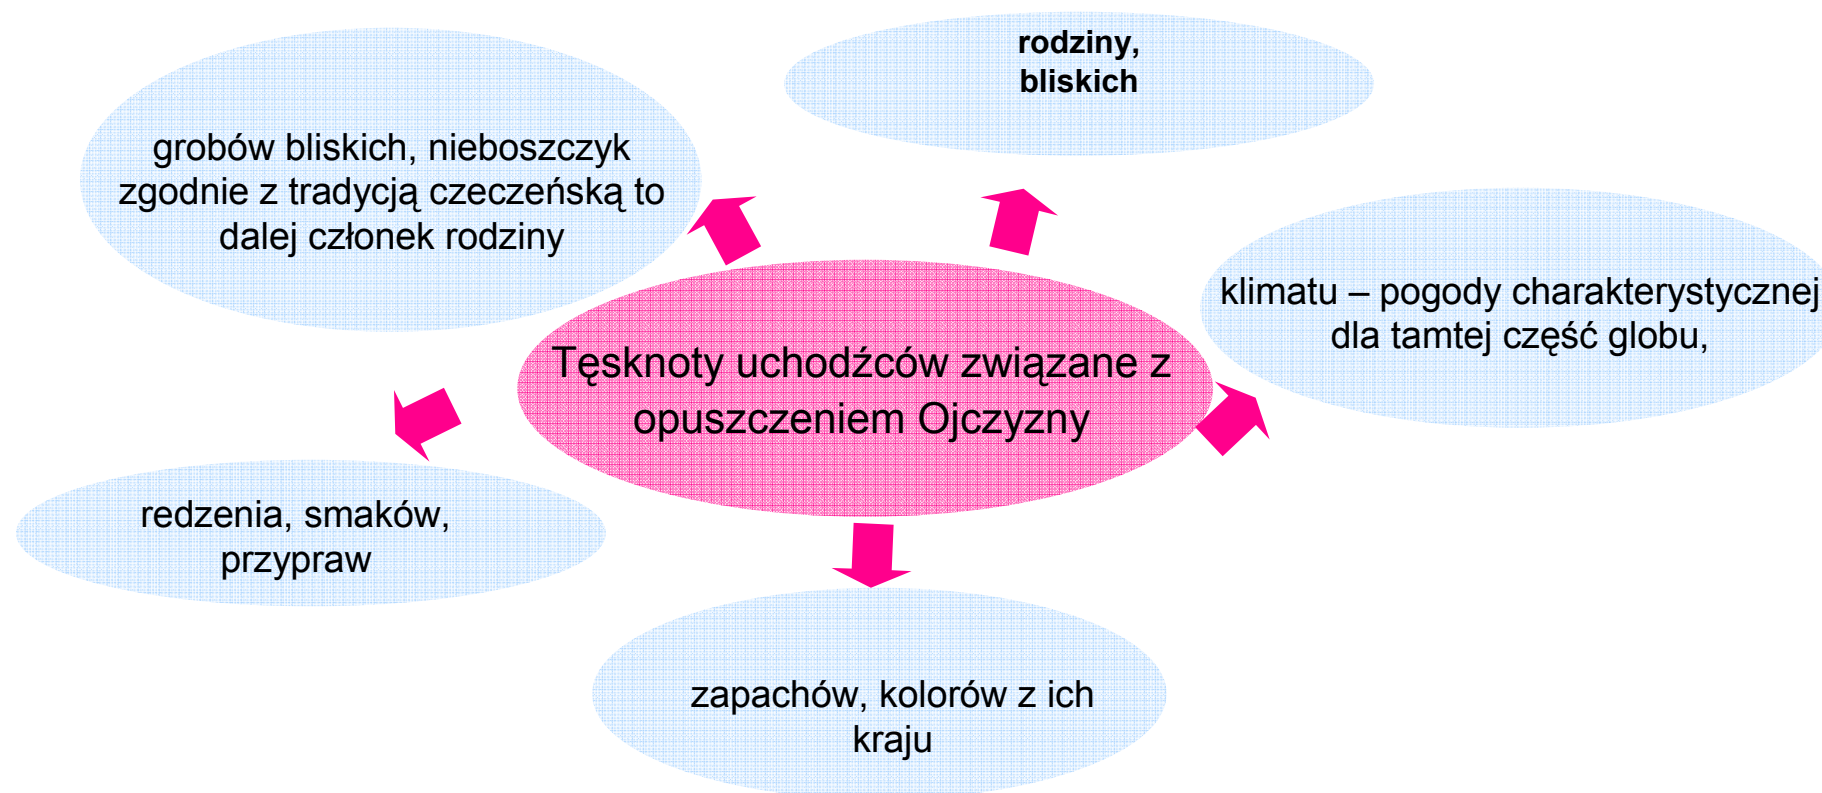 rodziny,
bliskich
grobów bliskich, nieboszczyk
zgodnie z tradycją czeczeńską to
dalej członek rodziny
klimatu – pogody charakterystycznej
dla tamtej część globu,
Tęsknoty uchodźców związane z
opuszczeniem Ojczyzny
redzenia, smaków,
przypraw
zapachów, kolorów z ich
kraju